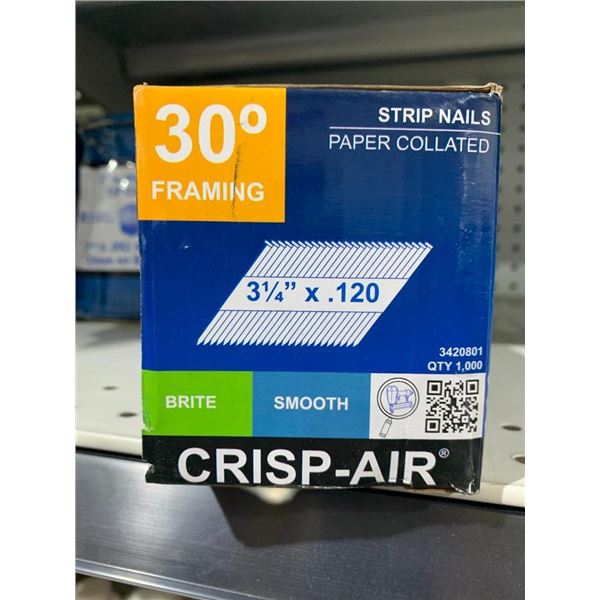 30º
FRAMING
STRIP NAILS
PAPER COLLATED
3¼" x .120
3420801
QTY 1,000
BRITE
SMOOTH
CRISP-AIR®